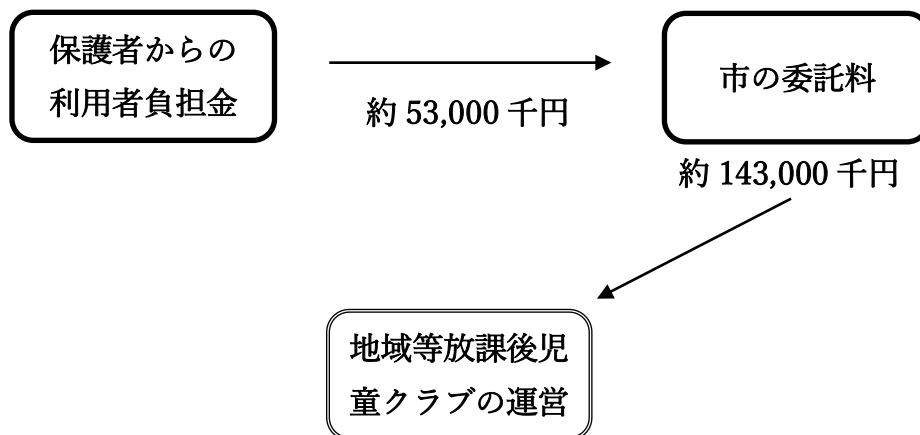 保護者からの
利用者負担金
約 53,000 千円
市の委託料
約 143,000 千円
地域等放課後児
童クラブの運営